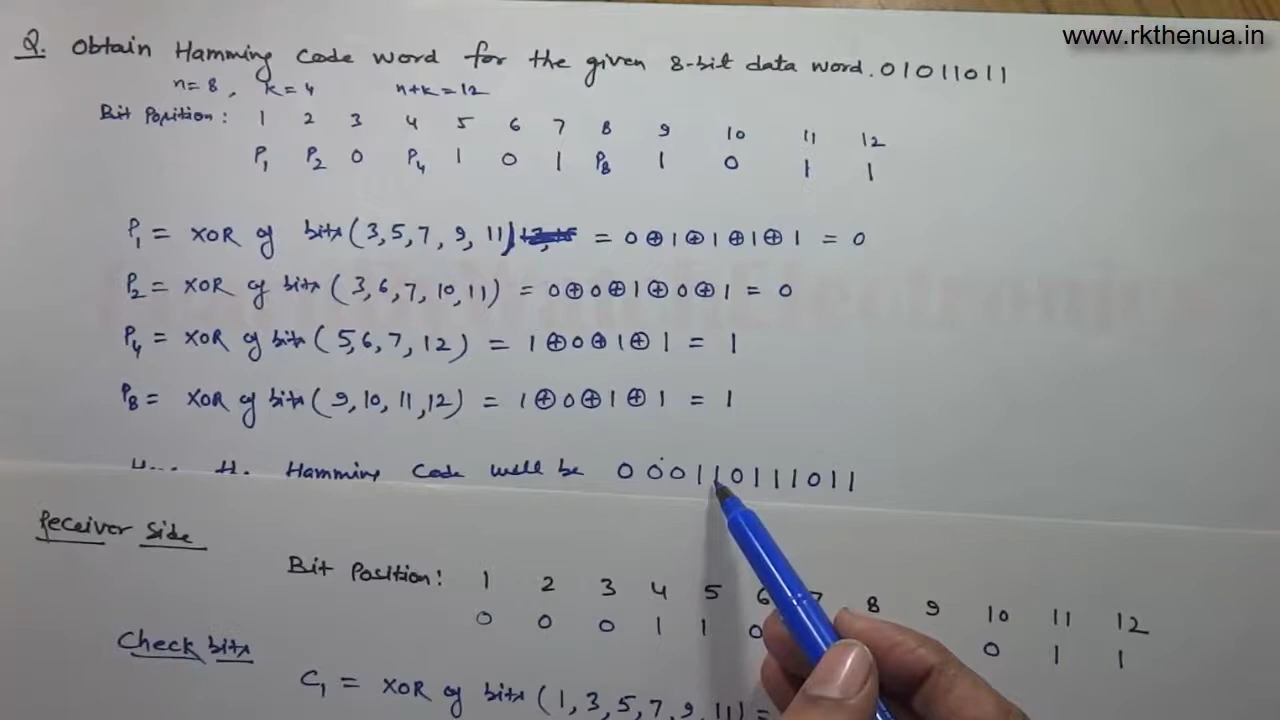 www.rkthenua.in
Q. Obtain Hamming Code word for the given 8-bit data word. 01011011
n=8, k=4 n+k=12
Bit Position: 1 2 3 4 5 6 7 8 9 10 11 12
P1 P2 0 P4 1 0 1 P8 1 0 1 1
P1 = XOR of bits (3,5,7,9,11) = 0⊕1⊕1⊕1⊕1 = 0
P2 = XOR of bits (3,6,7,10,11) = 0⊕0⊕1⊕0⊕1 = 0
P4 = XOR of bits (5,6,7,12) = 1⊕0⊕1⊕1 = 1
P8 = XOR of bits (9,10,11,12) = 1⊕0⊕1⊕1 = 1
Hamming Code will be 000110111011
Receiver Side
Bit Position: 1 2 3 4 5 6 7 8 9 10 11 12
0 0 0 1 1 0 0 1 1
Check bits
C1 = XOR of bits (1,3,5,7,9,11) =